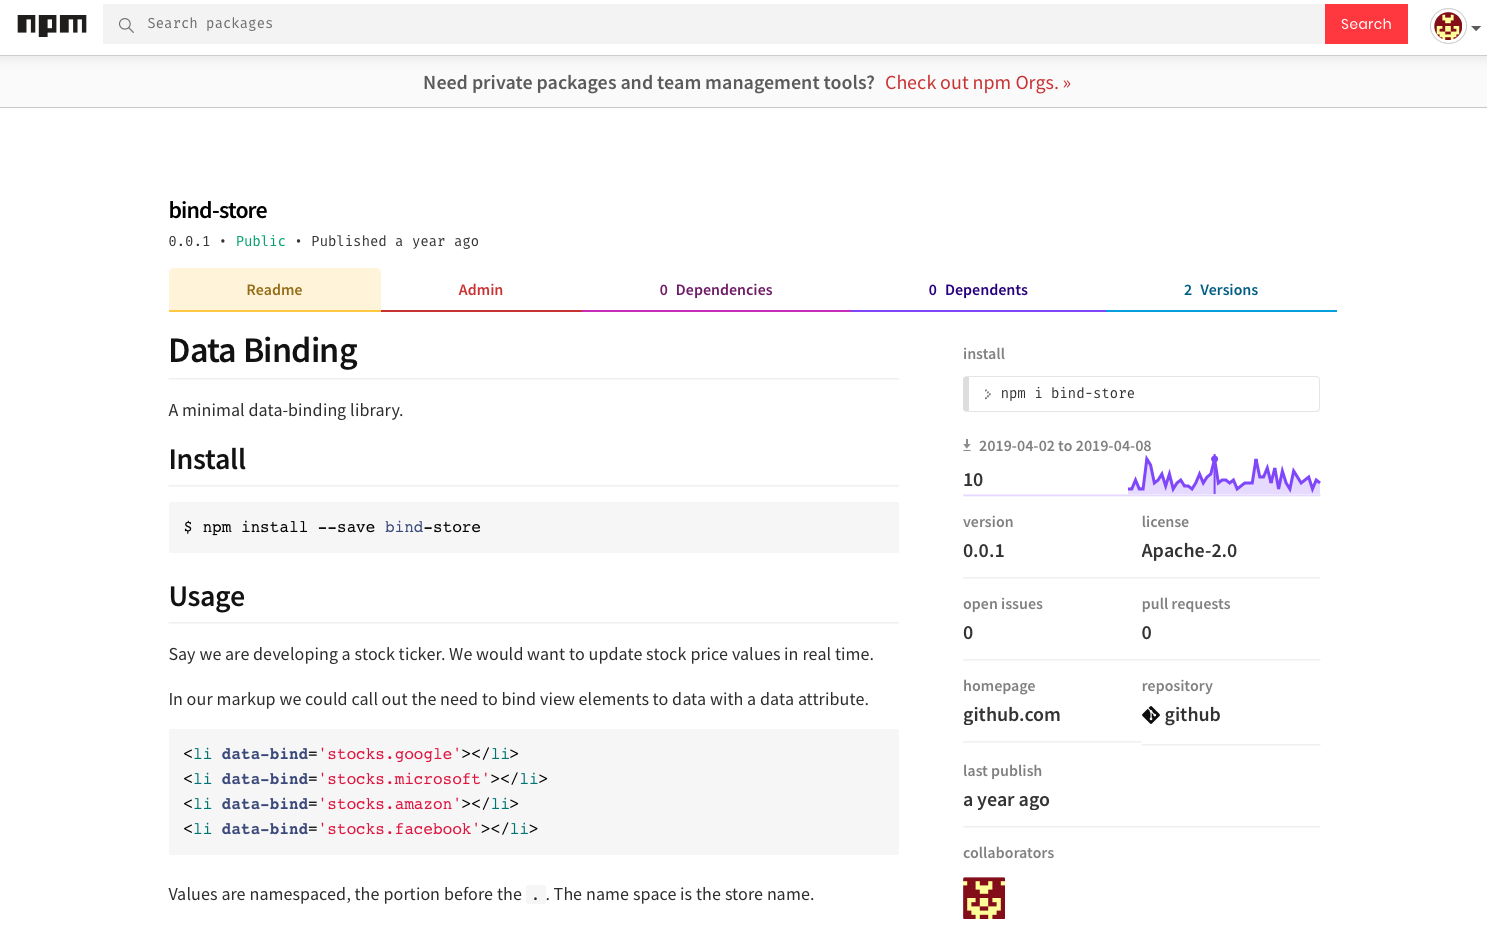 npm
Search packages
Search
Need private packages and team management tools? Check out npm Orgs. »
bind-store
0.0.1 • Public • Published a year ago
Readme
Admin
0 Dependencies
0 Dependents
2 Versions
Data Binding
A minimal data-binding library.
Install
$ npm install --save bind-store
Usage
Say we are developing a stock ticker. We would want to update stock price values in real time.
In our markup we could call out the need to bind view elements to data with a data attribute.
<li data-bind='stocks.google'></li>
<li data-bind='stocks.microsoft'></li>
<li data-bind='stocks.amazon'></li>
<li data-bind='stocks.facebook'></li>
Values are namespaced, the portion before the . . The name space is the store name.
install
> npm i bind-store
2019-04-02 to 2019-04-08
10
version
0.0.1
license
Apache-2.0
open issues
0
pull requests
0
homepage
github.com
repository
github
last publish
a year ago
collaborators